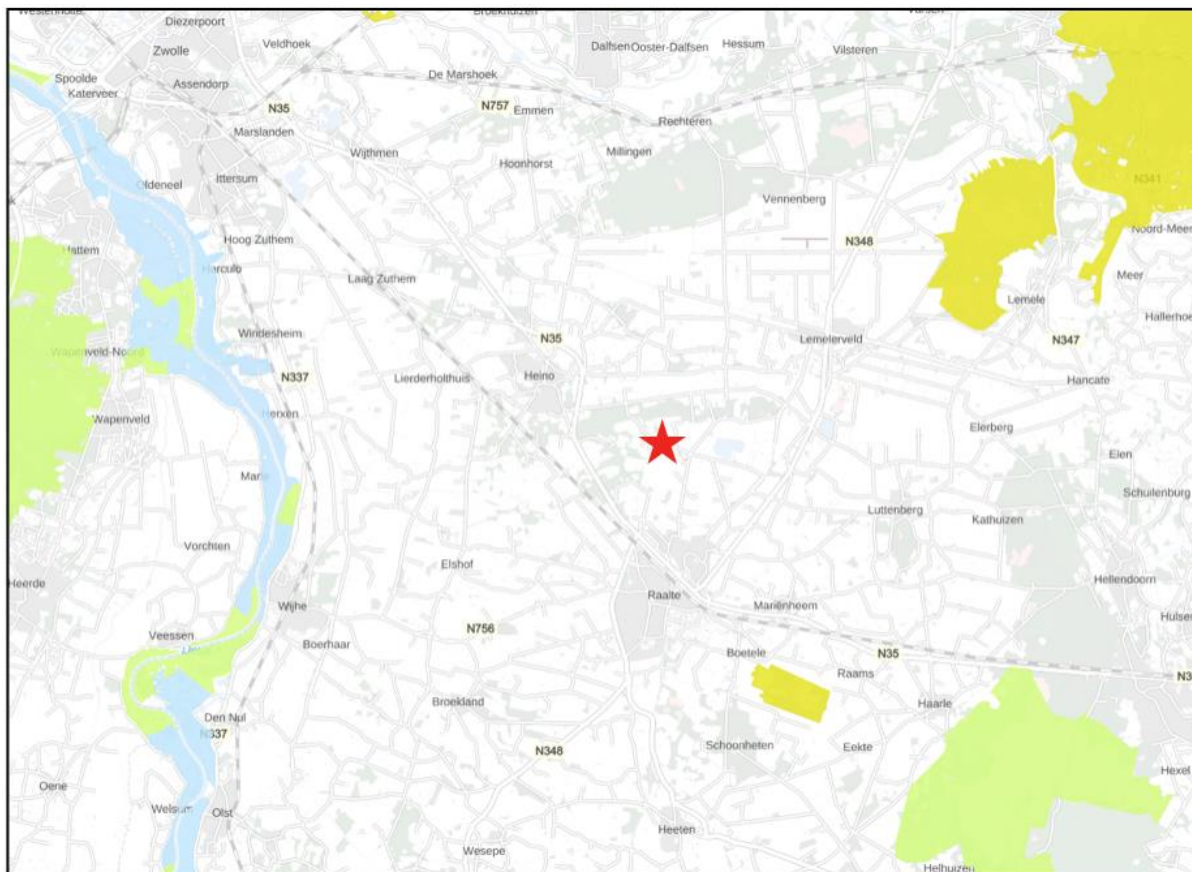 Westenholte
Diezerpoort
Broekhuizen
Varsen
Zwolle
Veldhoek
Dalfsen
Ooster-Dalfsen
Hessum
Vilsteren
Spoolde
Katerveer
Assendorp
De Marshoek
N35
N757
Emmen
Marslanden
Rechteren
Wijthmen
Hoonhorst
Millingen
Oldeneel
Ittersum
N341
Vennenberg
Hattem
Hoog Zuthem
N348
Noord-Meer
Harculo
Laag Zuthem
Meer
Lemele
Windesheim
N35
Lemelerveld
N347
Wapenveld-Noord
N337
Lierderholthuis
Heino
Hancate
Herxen
Wapenveld
Elerberg
Elen
Marle
Schuilenburg
Luttenberg
Kathuizen
Vorchten
Elshof
Heerde
Hellendoorn
Raalte
Wijhe
Mariënheem
Veessen
N756
Boerhaar
Boetele
N35
Raams
Broekland
Haarle
Den Nul
N337
N348
Schoonheten
Eekte
Hexel
Oene
Welsum
Olst
Heeten
Wesepe
Helhuizen